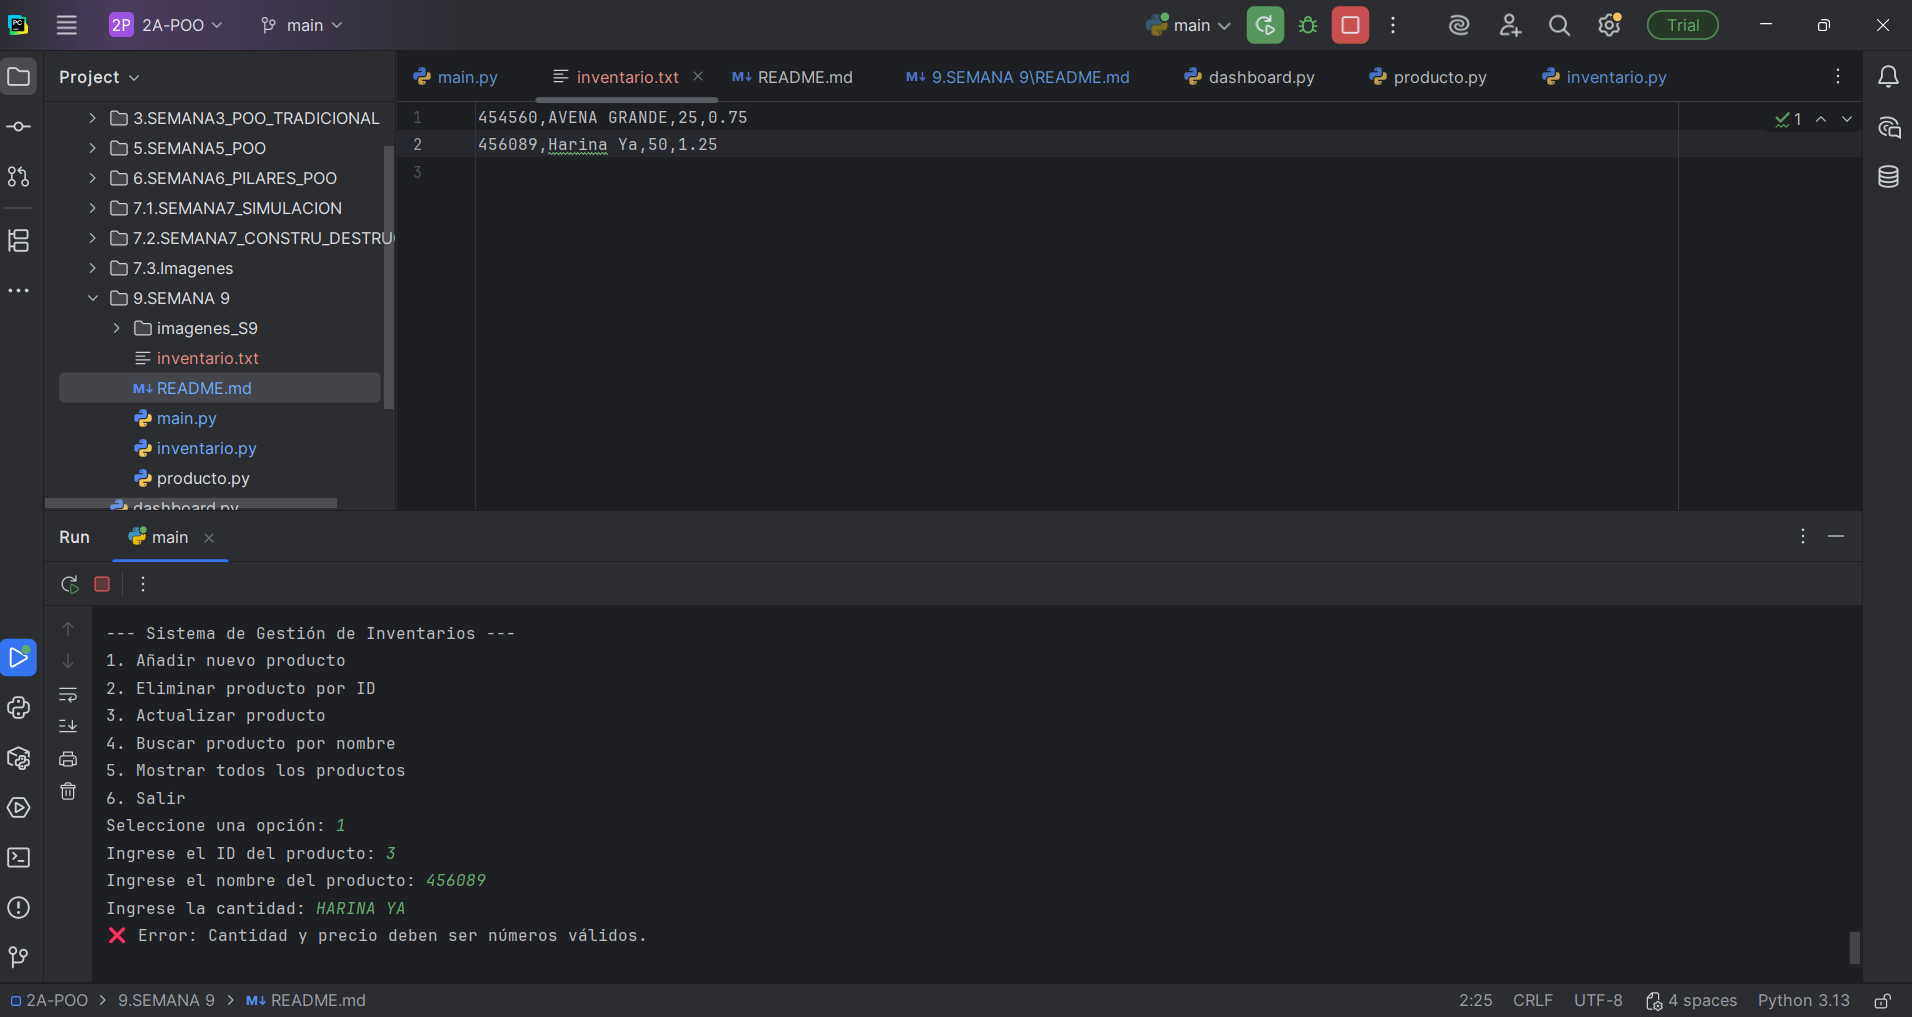 2P 2A-POO main main Trial
Project main.py inventario.txt M↓ README.md M↓ 9.SEMANA 9\README.md dashboard.py producto.py inventario.py
3.SEMANA3_POO_TRADICIONAL
5.SEMANA5_POO
6.SEMANA6_PILARES_POO
7.1.SEMANA7_SIMULACION
7.2.SEMANA7_CONSTRU_DESTRU
7.3.Imagenes
9.SEMANA 9
imagenes_S9
inventario.txt
M↓ README.md
main.py
inventario.py
producto.py
dashboard.py
1 454560,AVENA GRANDE,25,0.75 1
2 456089,Harina Ya,50,1.25
3
Run main
--- Sistema de Gestión de Inventarios ---
1. Añadir nuevo producto
2. Eliminar producto por ID
3. Actualizar producto
4. Buscar producto por nombre
5. Mostrar todos los productos
6. Salir
Seleccione una opción: 1
Ingrese el ID del producto: 3
Ingrese el nombre del producto: 456089
Ingrese la cantidad: HARINA YA
❌ Error: Cantidad y precio deben ser números válidos.
2A-POO > 9.SEMANA 9 > M↓ README.md 2:25 CRLF UTF-8 4 spaces Python 3.13